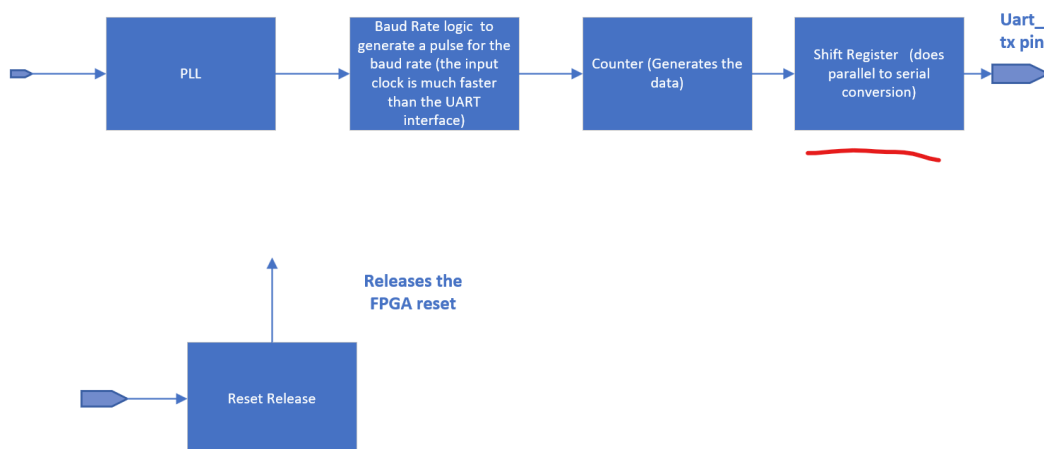 PLL
Baud Rate logic to
generate a pulse for the
baud rate (the input
clock is much faster
than the UART
interface)
Counter (Generates the
data)
Shift Register (does
parallel to serial
conversion)
Uart_
tx pin
Releases the
FPGA reset
Reset Release